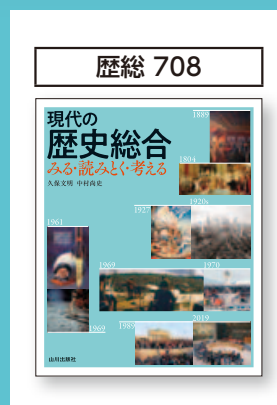 歴総 708
現代の
歴史総合
みる・読みとく・考える
久保文明 中村尚史
1889
1804
1920s
1927
1961
1969
1970
2019
1969
1989
山川出版社